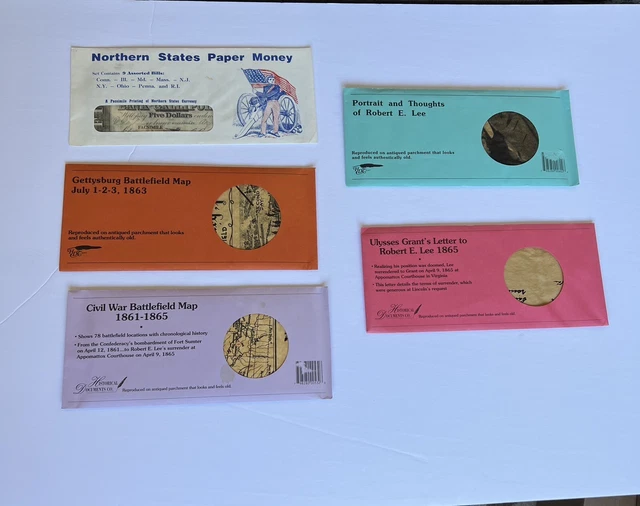 Northern States Paper Money
Set Contains 9 Assorted Bills:
Conn. - Ill. - Md. - Mass. - N.J.
N.Y. - Ohio - Penna. and R.I.
A Facsimile Printing of Northern States Currency
Five Dollars
FACSIMILE
Gettysburg Battlefield Map
July 1-2-3, 1863
Reproduced on antiqued parchment that looks
and feels authentically old.
Civil War Battlefield Map
1861-1865
• Shows 78 battlefield locations with chronological history
• From the Confederacy's bombardment of Fort Sumter
on April 12, 1861...to Robert E. Lee's surrender at
Appomattox Courthouse on April 9, 1865
HISTORICAL
DOCUMENTS CO.
Reproduced on antiqued parchment that looks and feels old.
Portrait and Thoughts
of Robert E. Lee
Reproduced on antiqued parchment that looks
and feels authentically old.
Ulysses Grant's Letter to
Robert E. Lee 1865
• Realizing his position was doomed, Lee
surrendered to Grant on April 9, 1865 at
Appomattox Courthouse in Virginia
• This letter details the terms of surrender, which
were generous at Lincoln's request
HISTORICAL
DOCUMENTS CO.
Reproduced on antiqued parchment that looks and feels old.